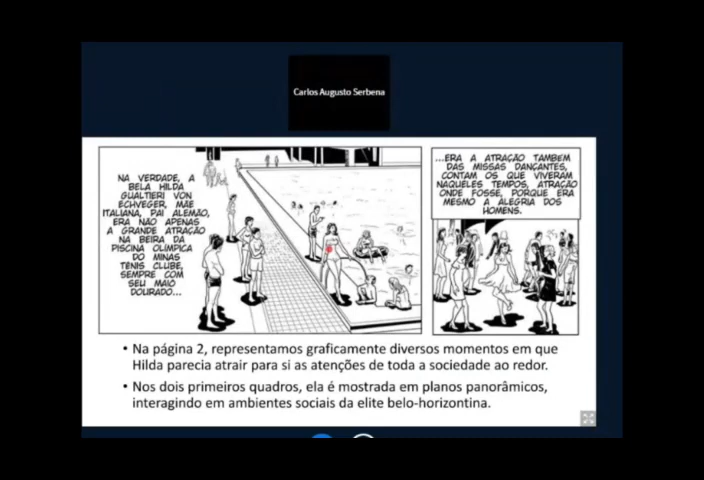 Carlos Augusto Serbena
NA VERDADE, A
BELA HILDA
GUALTIERI VON
ECHVEGER, MÃE
ITALIANA, PAI ALEMÃO,
ERA NÃO APENAS
A GRANDE ATRAÇÃO
NA BEIRA DA
PISCINA OLÍMPICA
DO MINAS
TÊNIS CLUBE,
SEMPRE COM
SEU MAIÔ
DOURADO...
...ERA A ATRAÇÃO TAMBÉM
DAS MISSAS DANÇANTES,
CONTAM OS QUE VIVERAM
NAQUELES TEMPOS, ATRAÇÃO
ONDE FOSSE, PORQUE ERA
MESMO A ALEGRIA DOS
HOMENS.
• Na página 2, representamos graficamente diversos momentos em que
Hilda parecia atrair para si as atenções de toda a sociedade ao redor.
• Nos dois primeiros quadros, ela é mostrada em planos panorâmicos,
interagindo em ambientes sociais da elite belo-horizontina.